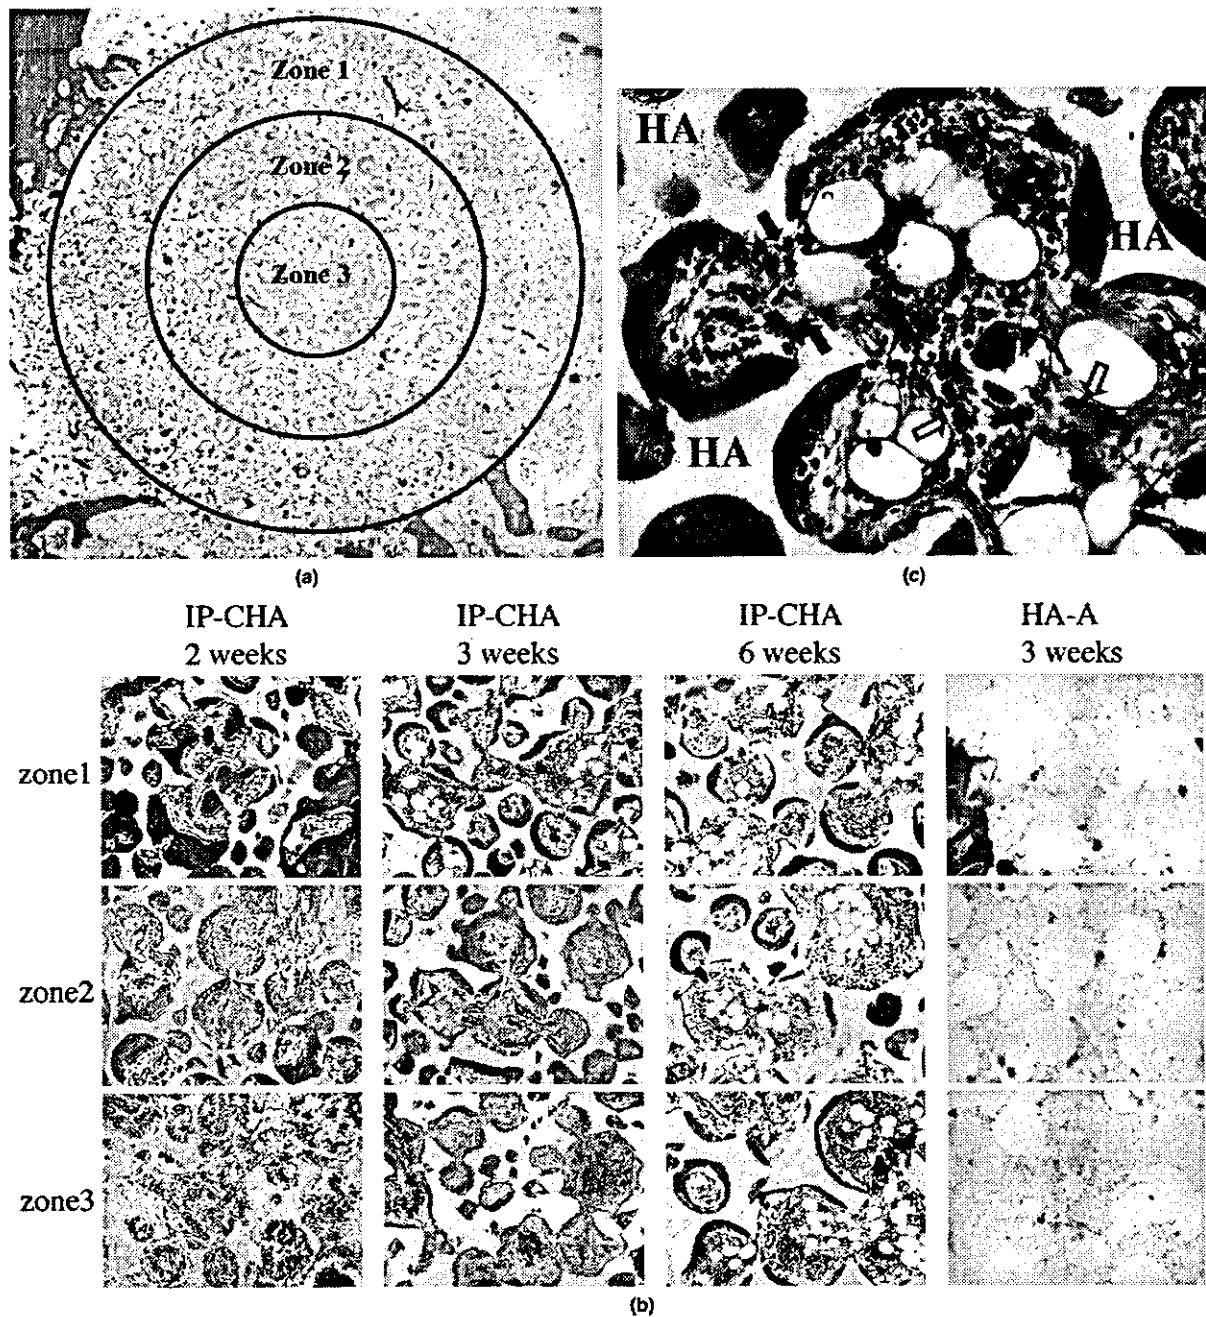 Zone 1
Zone 2
Zone 3
(a)
HA
HA
HA
(c)
IP-CHA
2 weeks
IP-CHA
3 weeks
IP-CHA
6 weeks
HA-A
3 weeks
zone1
zone2
zone3
(b)